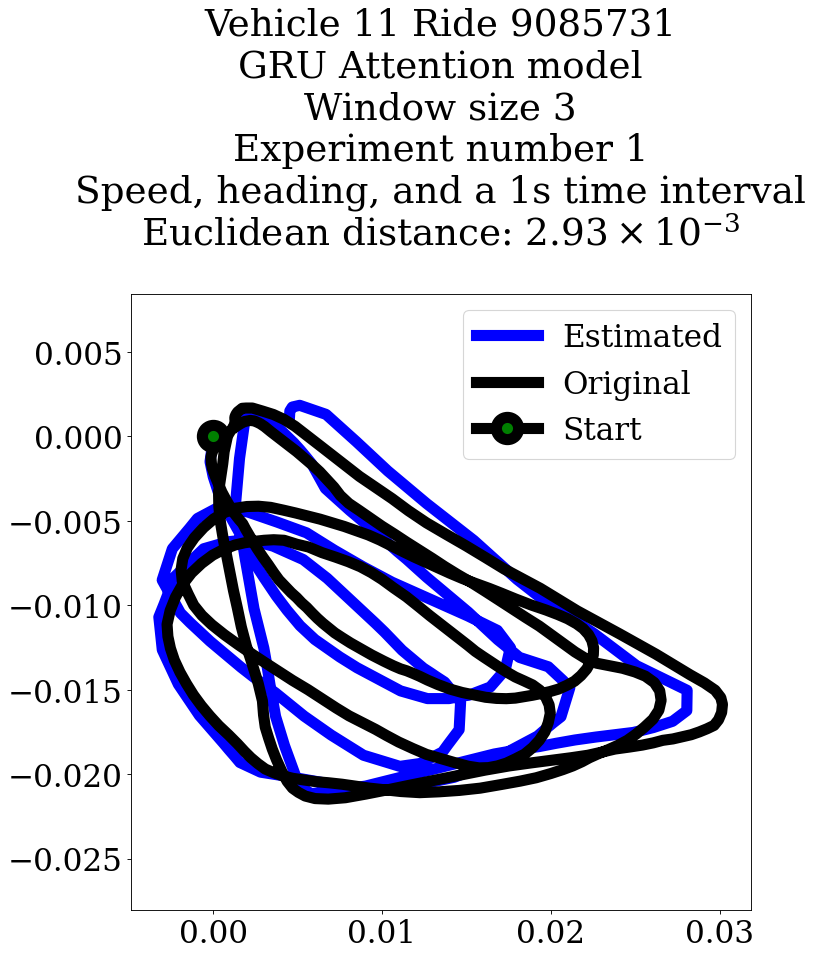 Vehicle 11 Ride 9085731
GRU Attention model
Window size 3
Experiment number 1
Speed, heading, and a 1s time interval
Euclidean distance: 2.93 × 10⁻³
Estimated
Original
Start
0.005
0.000
−0.005
−0.010
−0.015
−0.020
−0.025
0.00 0.01 0.02 0.03